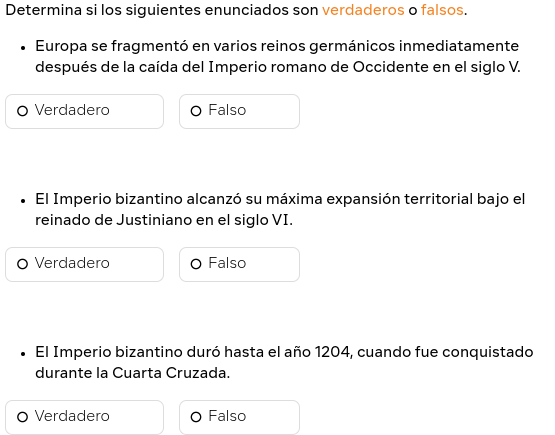 Determina si los siguientes enunciados son verdaderos o falsos.
• Europa se fragmentó en varios reinos germánicos inmediatamente
después de la caída del Imperio romano de Occidente en el siglo V.
Verdadero
Falso
• El Imperio bizantino alcanzó su máxima expansión territorial bajo el
reinado de Justiniano en el siglo VI.
Verdadero
Falso
• El Imperio bizantino duró hasta el año 1204, cuando fue conquistado
durante la Cuarta Cruzada.
Verdadero
Falso